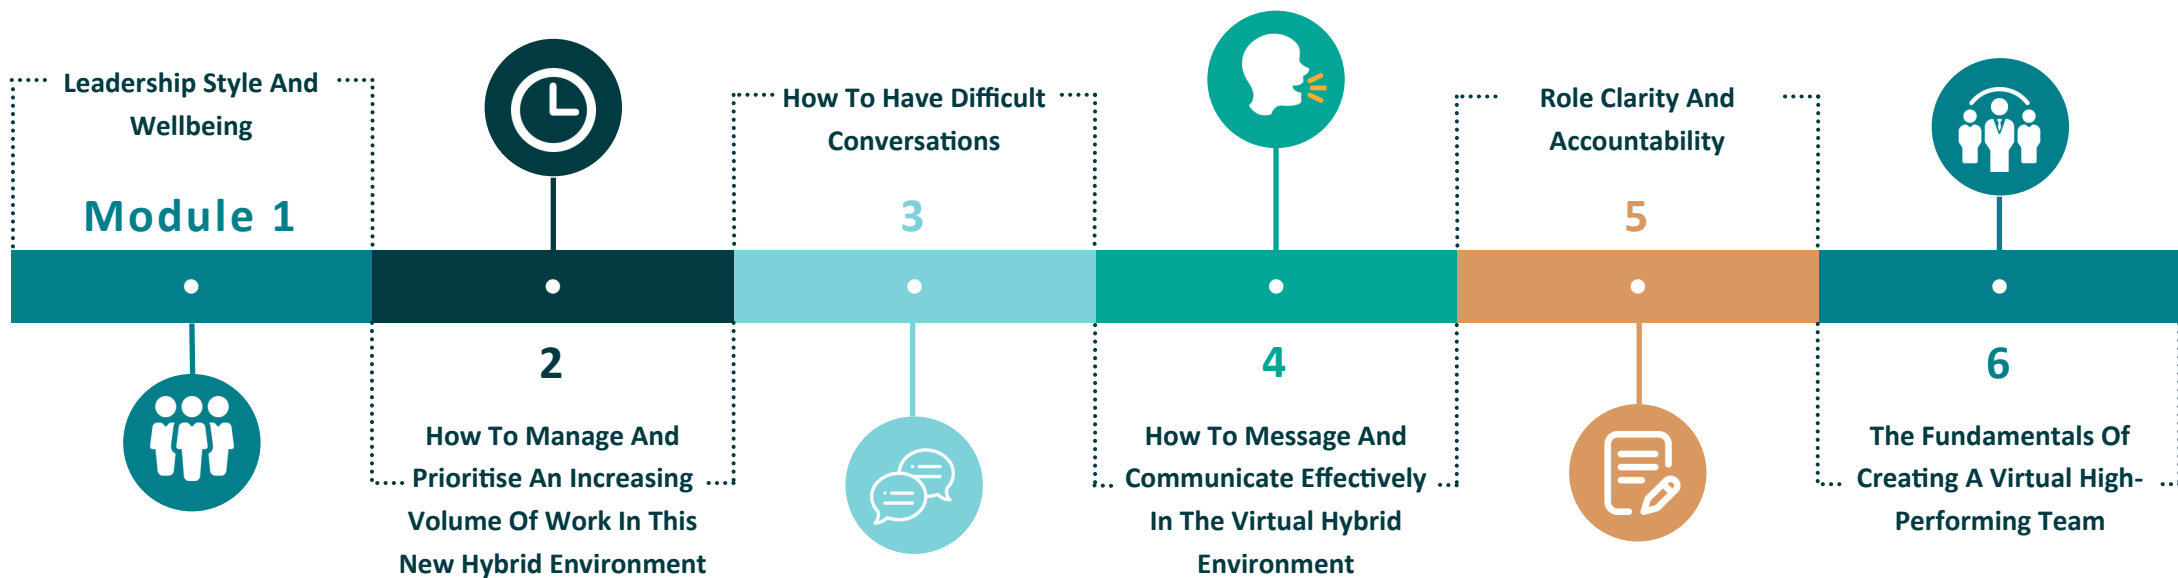 Leadership Style And
Wellbeing
Module 1
2
How To Manage And
Prioritise An Increasing
Volume Of Work In This
New Hybrid Environment
How To Have Difficult
Conversations
3
4
How To Message And
Communicate Effectively
In The Virtual Hybrid
Environment
Role Clarity And
Accountability
5
6
The Fundamentals Of
Creating A Virtual High-
Performing Team